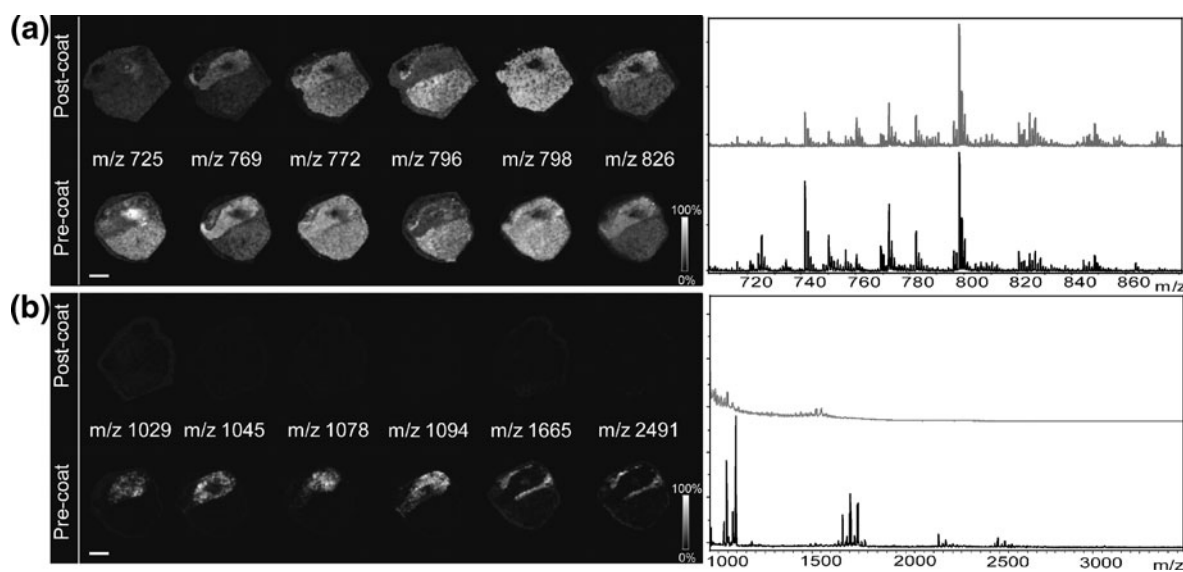 (a)
Post-coat
m/z 725 m/z 769 m/z 772 m/z 796 m/z 798 m/z 826
Pre-coat
100%
0%
720 740 760 780 800 820 840 860 m/z
(b)
Post-coat
m/z 1029 m/z 1045 m/z 1078 m/z 1094 m/z 1665 m/z 2491
Pre-coat
100%
0%
1000 1500 2000 2500 3000 m/z